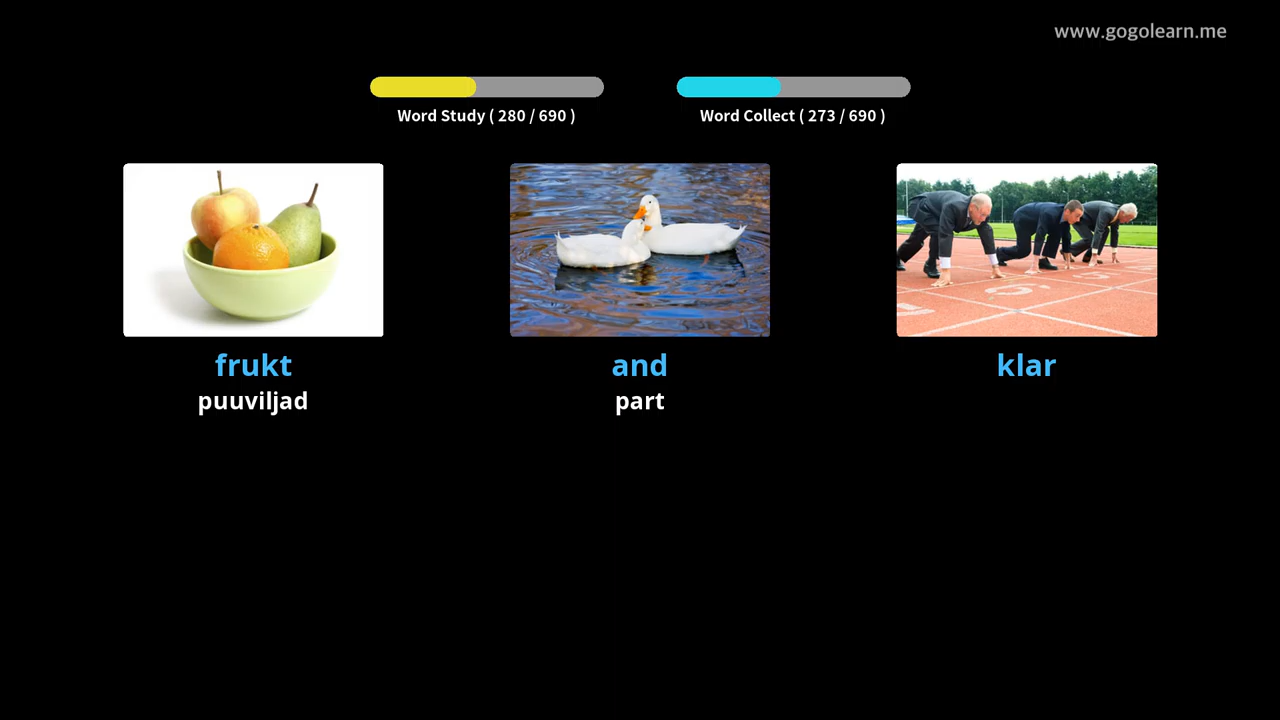 www.gogolearn.me
Word Study ( 280 / 690 )
Word Collect ( 273 / 690 )
frukt
and
klar
puuviljad
part